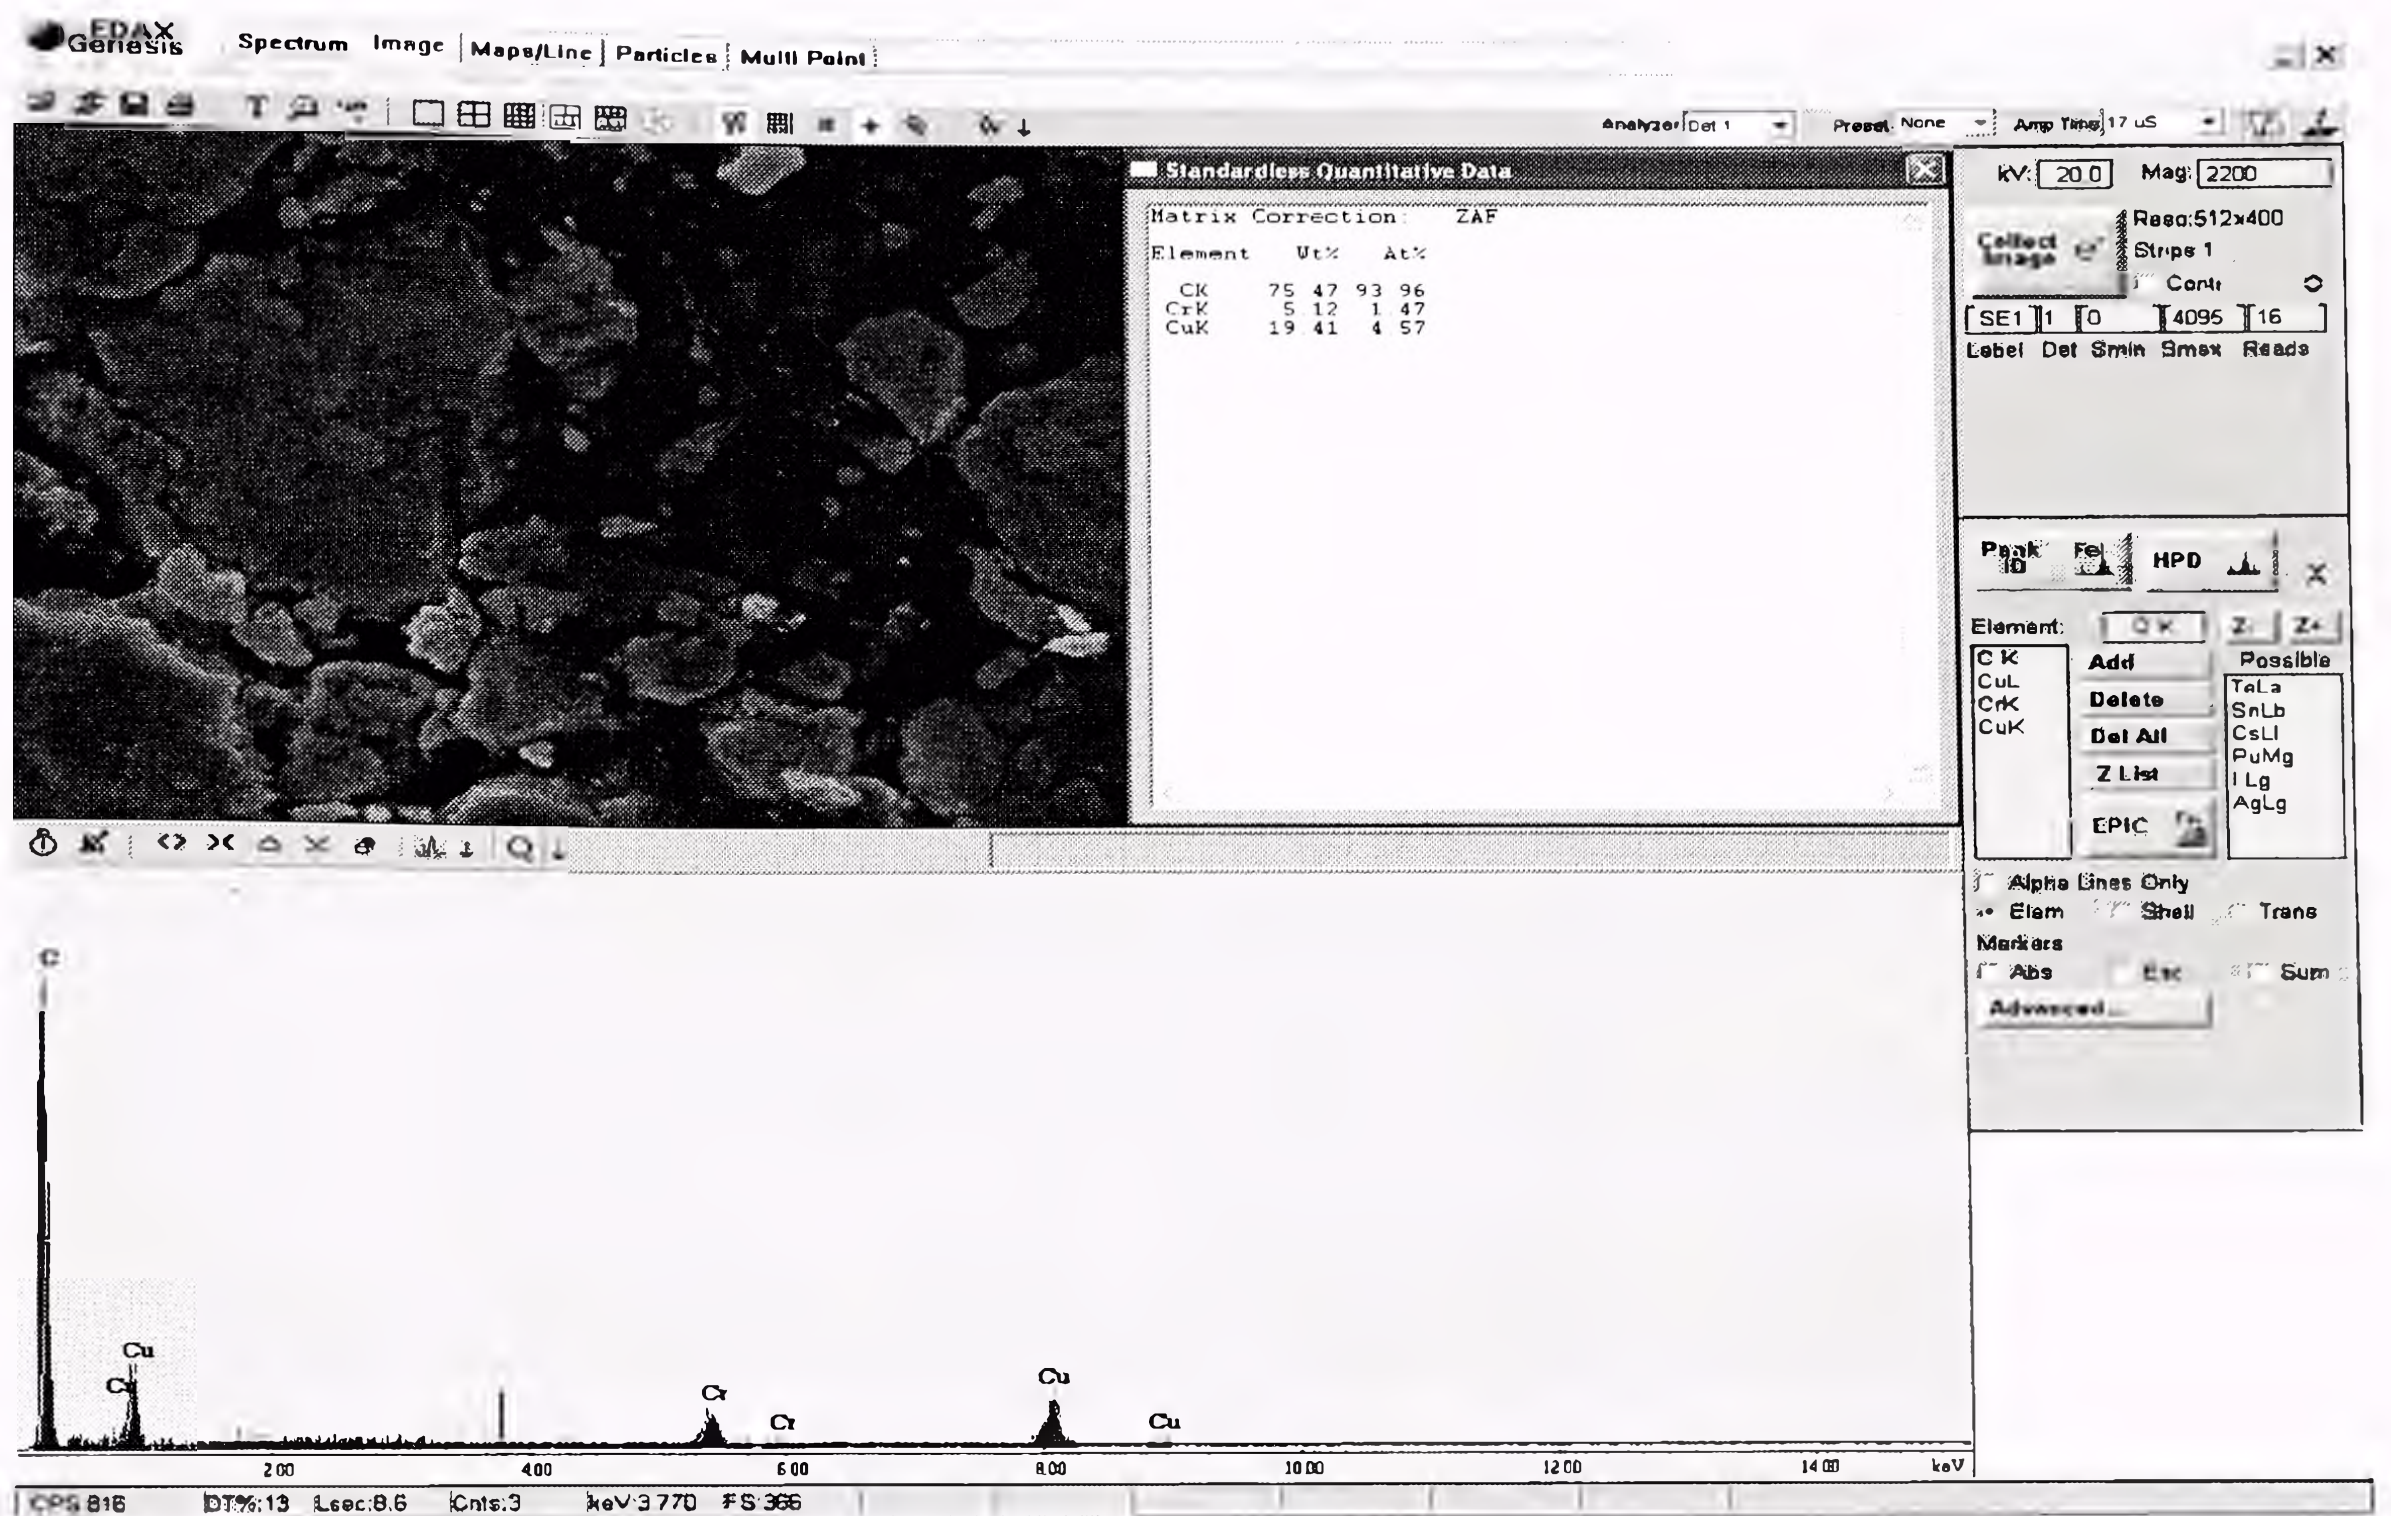 EDAX
Genesis
Spectrum Image Maps/Line Particles Multi Point
Analyzer Det 1 Preset None Amp Time 17 uS
Standardless Quantitative Data
Matrix Correction: ZAF
Element Wt% At%
CK 75 47 93 96
CrK 5 12 1 47
CuK 19 41 4 57
kV: 20.0 Mag: 2200
Collect
Image
Reso:512x400
Strips 1
Contr
SE1 1 0 4095 16
Label Det Smin Smax Reads
Peak
ID
HPD
Element: Z- Z+
C K
CuL
CrK
CuK
Add
Delete
Del All
Z List
EPIC
Possible
TeLa
SnLb
CsLl
PuMg
I Lg
AgLg
Alpha Lines Only
Elem Shell Trans
Markers
Abs Esc Sum
Advanced...
C
Cu
Cr
Cr
Cr
Cu
Cu
2 00 4 00 6 00 8.00 10 00 12 00 14 00 keV
CPS 816 DT%:13 Lsec:8.6 Cnts:3 keV:3 770 FS:366